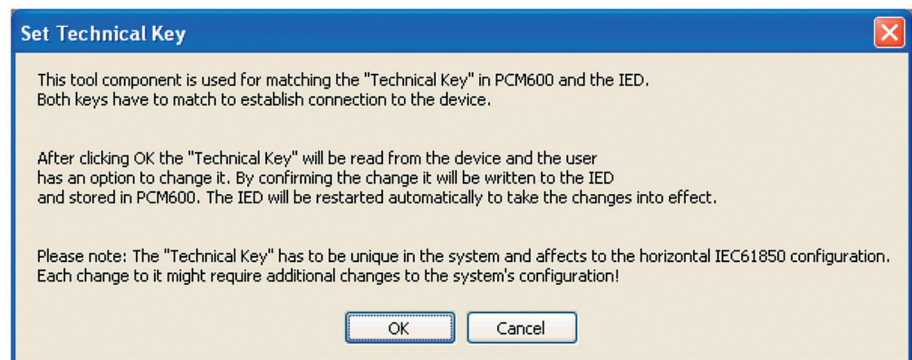 Set Technical Key
This tool component is used for matching the "Technical Key" in PCM600 and the IED.
Both keys have to match to establish connection to the device.
After clicking OK the "Technical Key" will be read from the device and the user
has an option to change it. By confirming the change it will be written to the IED
and stored in PCM600. The IED will be restarted automatically to take the changes into effect.
Please note: The "Technical Key" has to be unique in the system and affects to the horizontal IEC61850 configuration.
Each change to it might require additional changes to the system's configuration!
OK Cancel